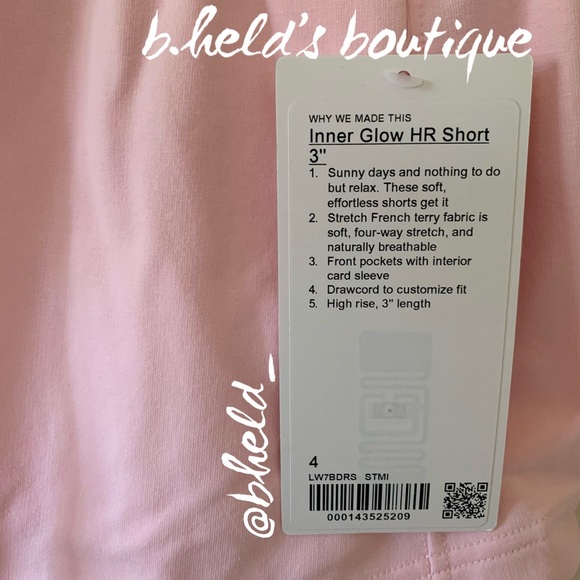 b.held's boutique
WHY WE MADE THIS
Inner Glow HR Short
3"
1. Sunny days and nothing to do
but relax. These soft,
effortless shorts get it
2. Stretch French terry fabric is
soft, four-way stretch, and
naturally breathable
3. Front pockets with interior
card sleeve
4. Drawcord to customize fit
5. High rise, 3" length
@bheld_
4
LW7BDRS STMI
000143525209